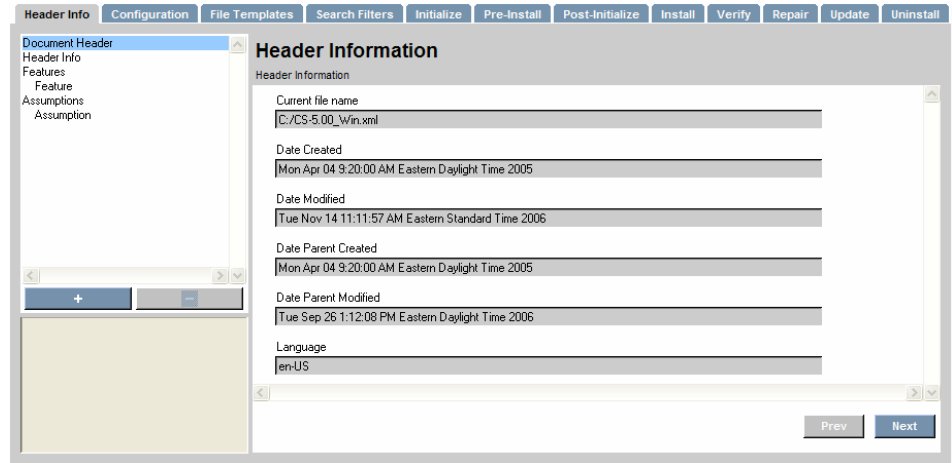 Header Info Configuration File Templates Search Filters Initialize Pre-Install Post-Initialize Install Verify Repair Update Uninstall
Document Header
Header Info
Features
Feature
Assumptions
Assumption
+
−
Header Information
Header Information
Current file name
C:/CS-5.00_Win.xml
Date Created
Mon Apr 04 9:20:00 AM Eastern Daylight Time 2005
Date Modified
Tue Nov 14 11:11:57 AM Eastern Standard Time 2006
Date Parent Created
Mon Apr 04 9:20:00 AM Eastern Daylight Time 2005
Date Parent Modified
Tue Sep 26 1:12:08 PM Eastern Daylight Time 2006
Language
en-US
Prev Next